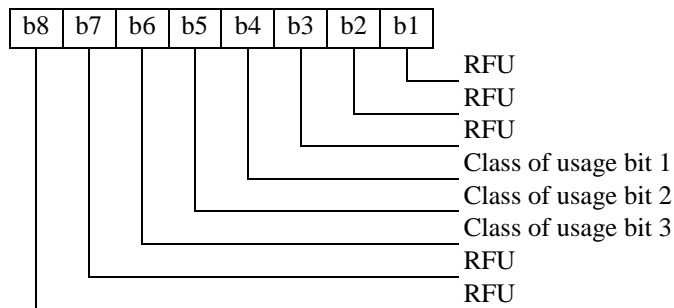 b8 b7 b6 b5 b4 b3 b2 b1
RFU
RFU
RFU
Class of usage bit 1
Class of usage bit 2
Class of usage bit 3
RFU
RFU